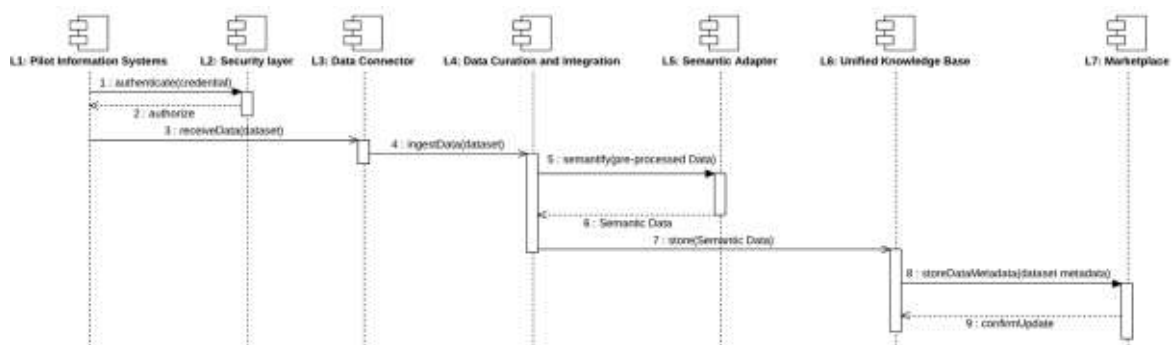 L1: Pilot Information Systems L2: Security layer L3: Data Connector L4: Data Curation and Integration L5: Semantic Adapter L6: Unified Knowledge Base L7: Marketplace
1 : authenticate(credential)
2 : authorize
3 : receiveData(dataset)
4 : ingestData(dataset)
5 : semantify(pre-processed Data)
6 : Semantic Data
7 : store(Semantic Data)
8 : storeDataMetadata(dataset metadata)
9 : confirmUpdate